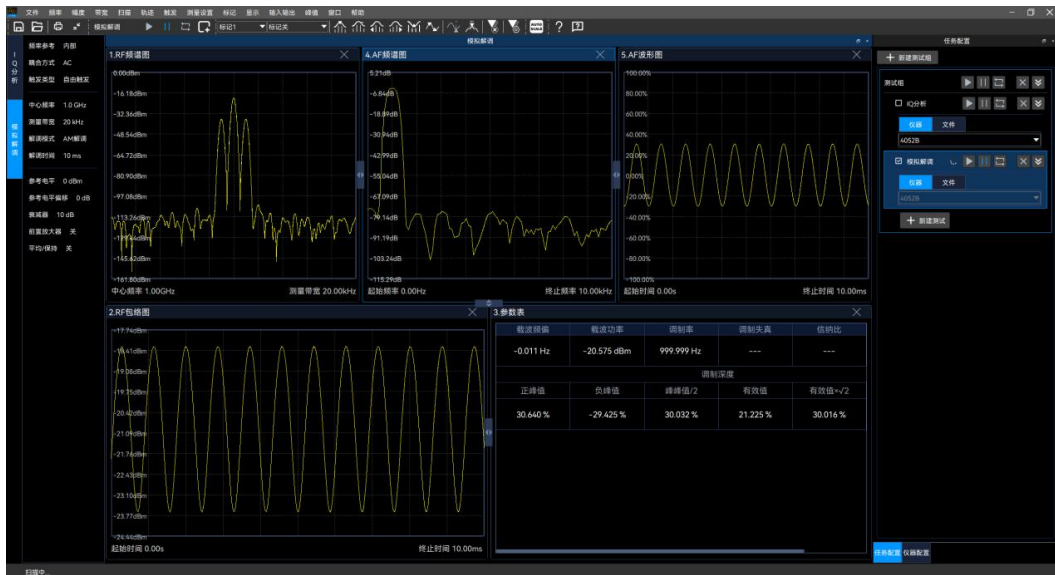 文件 频率 幅度 带宽 扫描 轨迹 触发 测量设置 标记 显示 输入输出 峰值 窗口 帮助
模拟解调 标记1 标记关 AUTO SCALE ?
IQ分析
模拟解调
频率参考 内部
耦合方式 AC
触发类型 自由触发
中心频率 1.0 GHz
测量带宽 20 kHz
解调模式 AM解调
解调时间 10 ms
参考电平 0 dBm
参考电平偏移 0 dB
衰减器 10 dB
前置放大器 关
平均/保持 关
模拟解调
1.RF频谱图
0.00dBm
-16.18dBm
-32.36dBm
-48.54dBm
-64.72dBm
-80.90dBm
-97.08dBm
-113.26dBm
-129.44dBm
-145.62dBm
-161.80dBm
中心频率 1.00GHz 测量带宽 20.00kHz
4.AF频谱图
5.21dB
-6.84dB
-18.89dB
-30.94dB
-42.99dB
-55.04dB
-67.09dB
-79.14dB
-91.19dB
-103.24dB
-115.29dB
起始频率 0.00Hz 终止频率 10.00kHz
5.AF波形图
100.00%
80.00%
60.00%
40.00%
20.00%
0.00%
-20.00%
-40.00%
-60.00%
-80.00%
-100.00%
起始时间 0.00s 终止时间 10.00ms
2.RF包络图
-17.74dBm
-18.41dBm
-19.08dBm
-19.75dBm
-20.42dBm
-21.09dBm
-21.76dBm
-22.43dBm
-23.10dBm
-23.77dBm
-24.44dBm
起始时间 0.00s 终止时间 10.00ms
3.参数表
载波频偏 载波功率 调制率 调制失真 信纳比
-0.011 Hz -20.575 dBm 999.999 Hz --- ---
调制深度
正峰值 负峰值 峰峰值/2 有效值 有效值×√2
30.640 % -29.425 % 30.032 % 21.225 % 30.016 %
任务配置
+ 新建测试组
测试组
IQ分析
仪器 文件
4052B
模拟解调
仪器 文件
4052B
+ 新建测试
任务配置 仪器配置
扫描中...